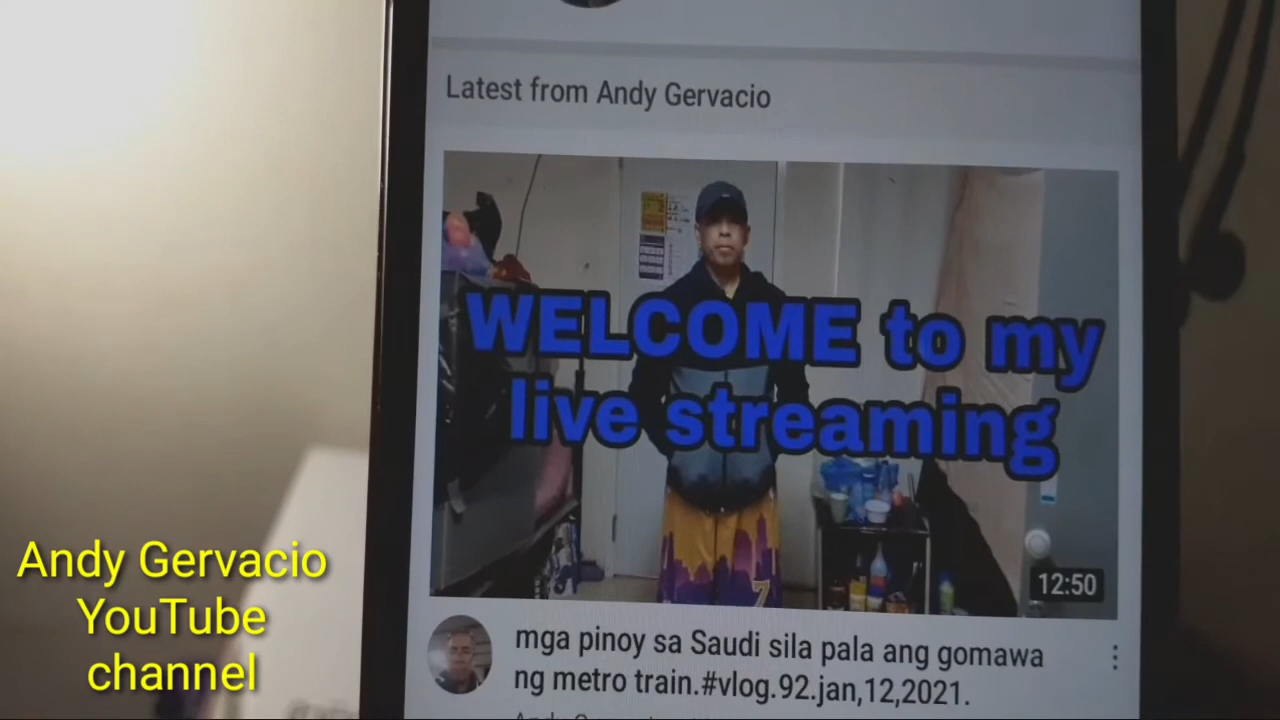 Latest from Andy Gervacio
WELCOME to my
live streaming
7
12:50
mga pinoy sa Saudi sila pala ang gomawa
ng metro train.#vlog.92.jan,12,2021.
Andy Gervacio
YouTube
channel